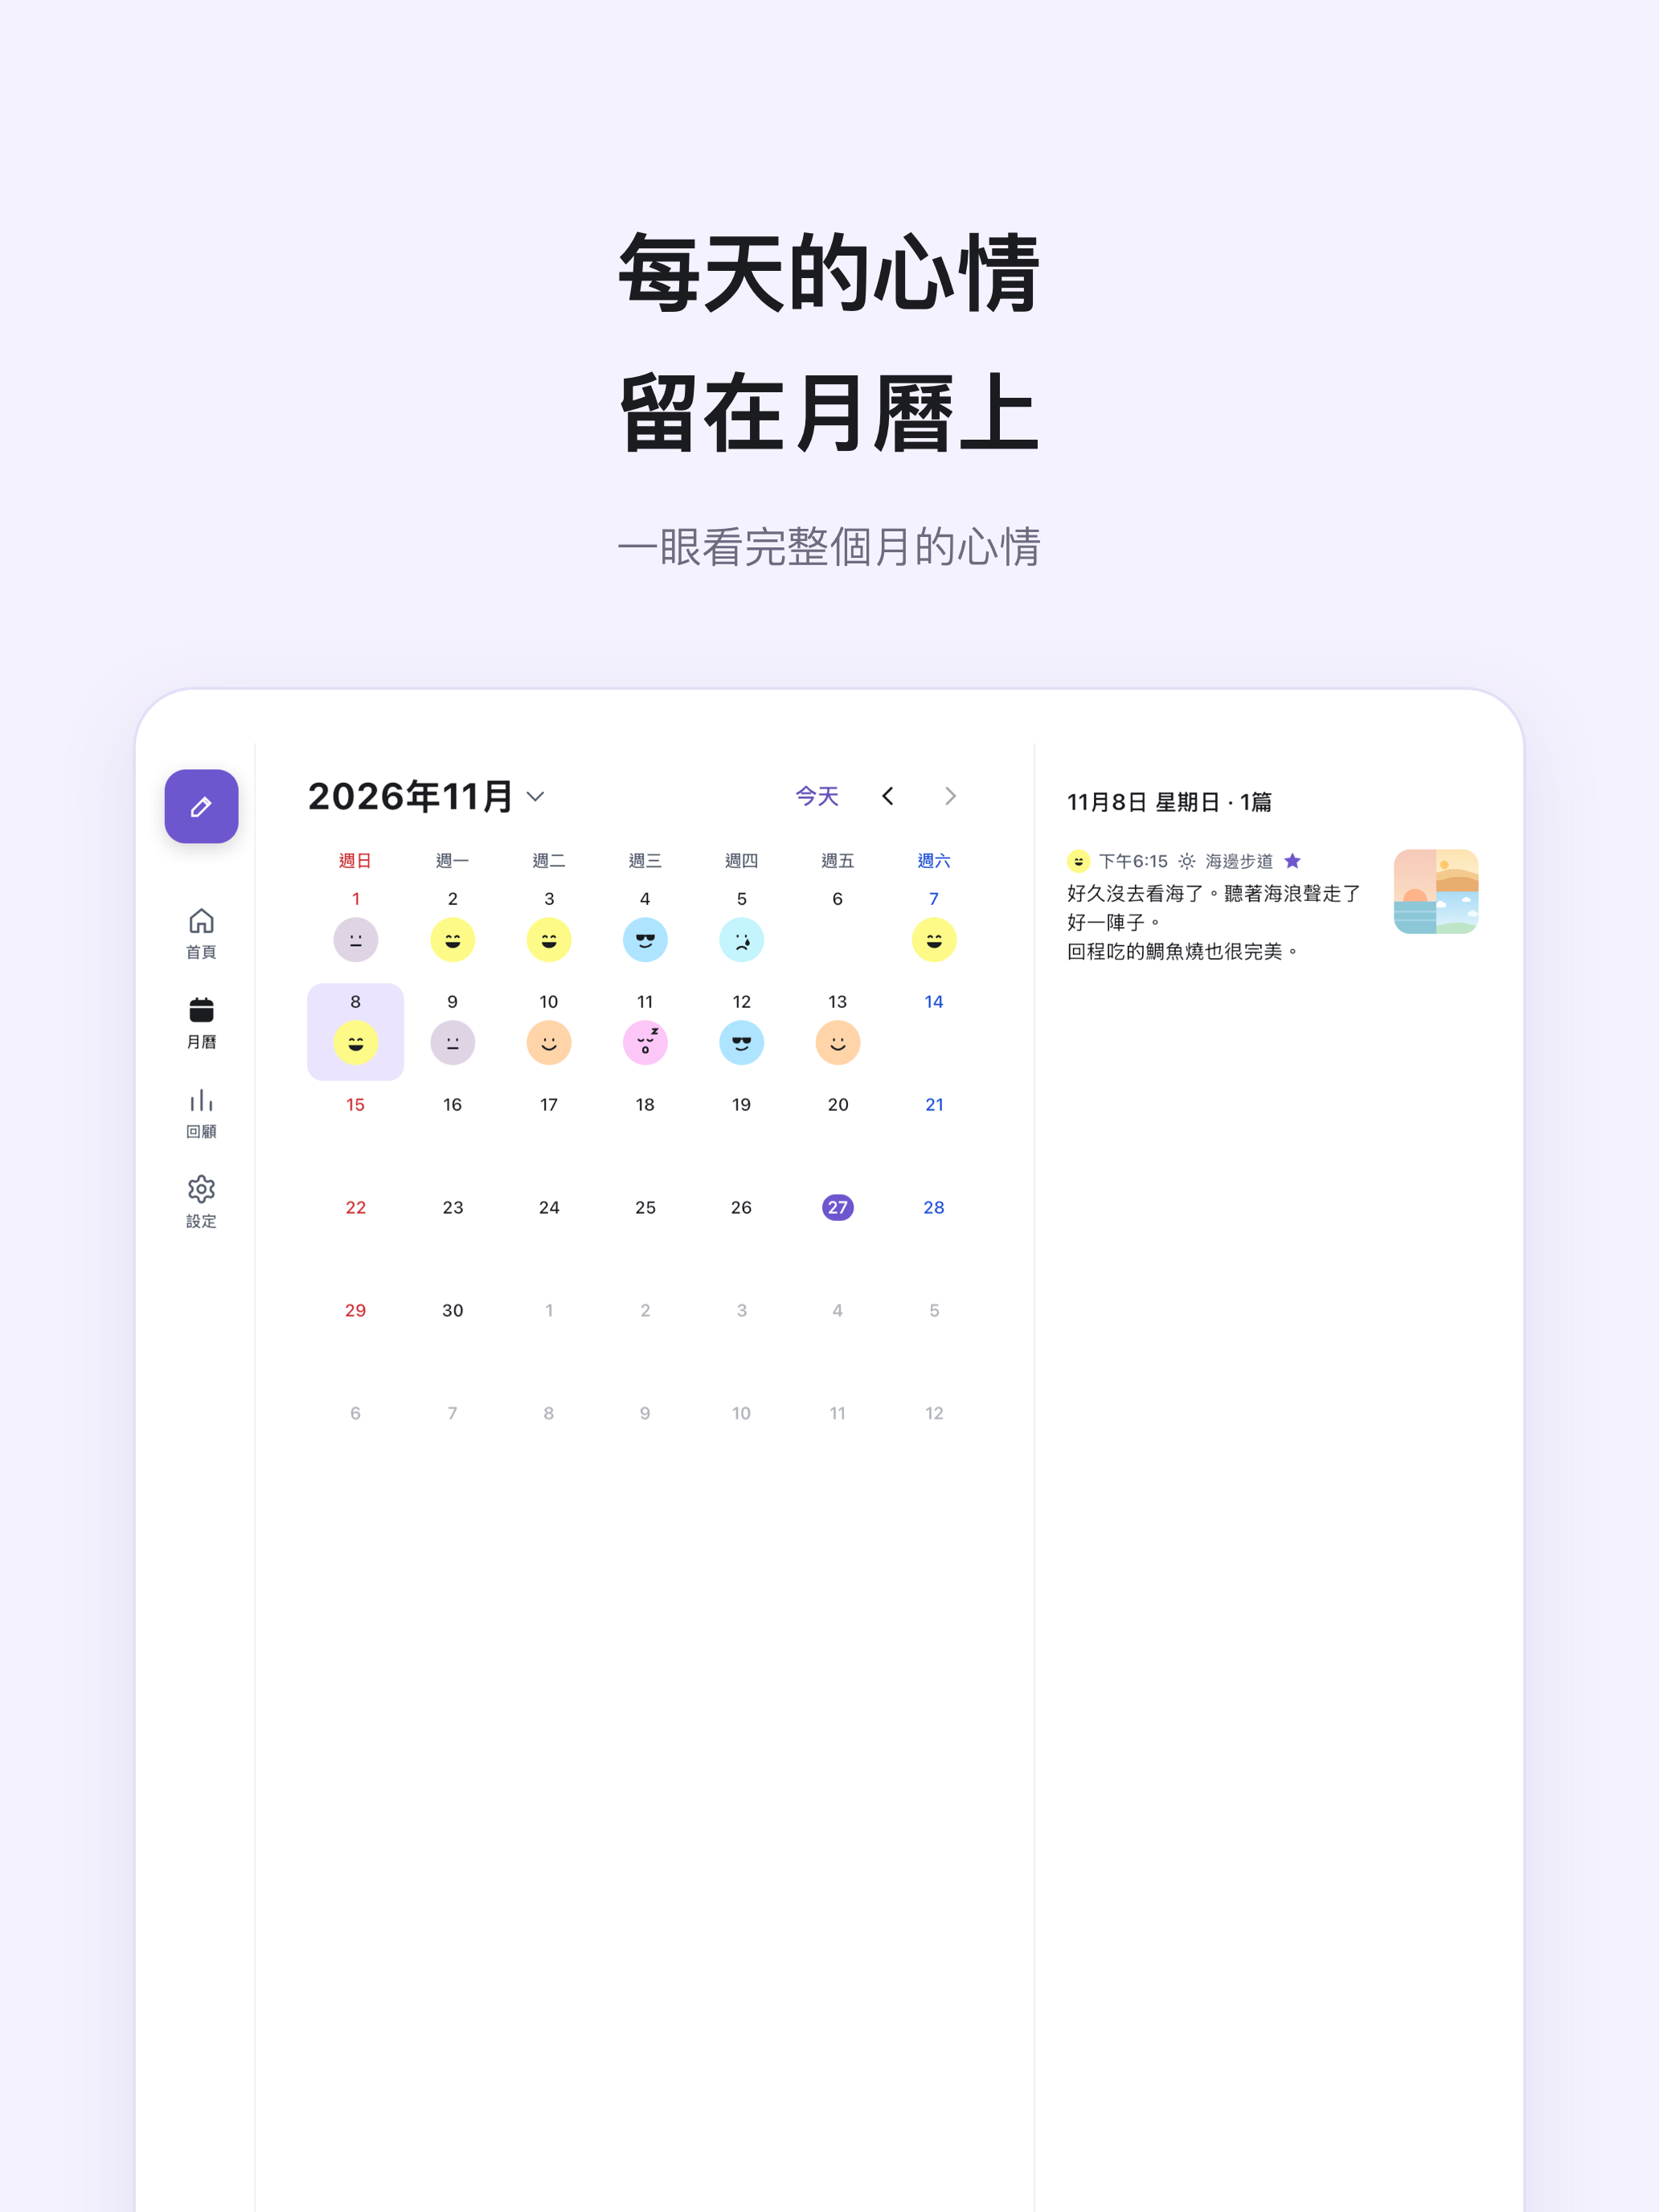 每天的心情
留在月曆上
一眼看完整個月的心情
首頁
月曆
回顧
設定
2026年11月
今天
週日 週一 週二 週三 週四 週五 週六
1 2 3 4 5 6 7
8 9 10 11 12 13 14
15 16 17 18 19 20 21
22 23 24 25 26 27 28
29 30 1 2 3 4 5
6 7 8 9 10 11 12
11月8日 星期日 · 1篇
下午6:15 海邊步道
好久沒去看海了。聽著海浪聲走了
好一陣子。
回程吃的鯛魚燒也很完美。